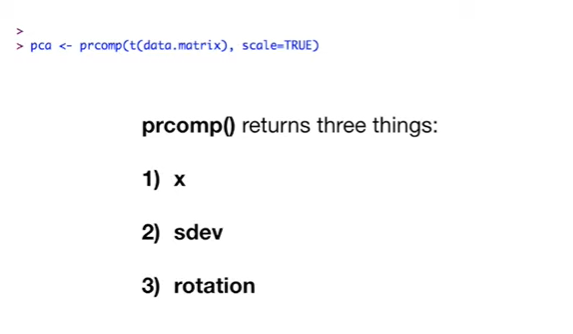 >
> pca <- prcomp(t(data.matrix), scale=TRUE)
prcomp() returns three things:
1) x
2) sdev
3) rotation